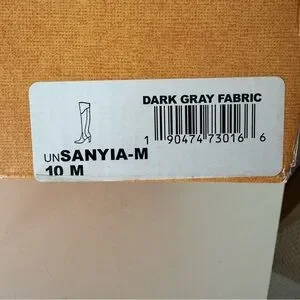 DARK GRAY FABRIC
1 90474 73016 6
UNSANYIA-M
10 M